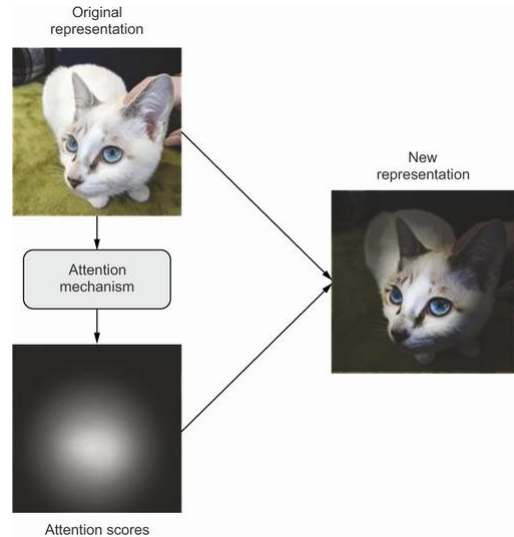 Original
representation
Attention
mechanism
Attention scores
New
representation